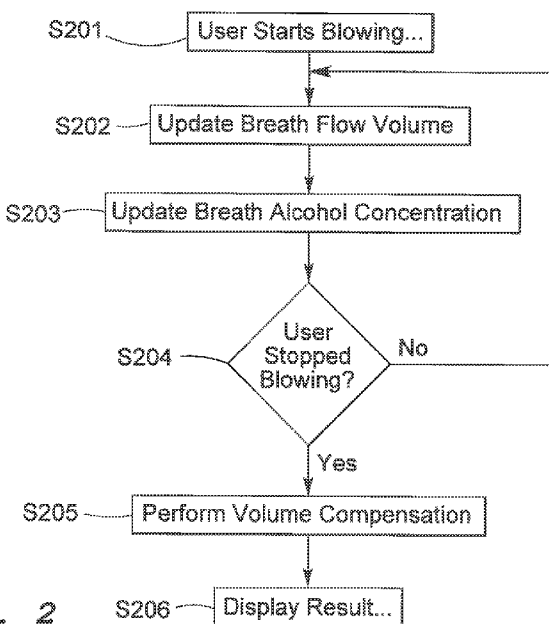 S201 User Starts Blowing...
S202 Update Breath Flow Volume
S203 Update Breath Alcohol Concentration
S204 User
Stopped
Blowing?
No
Yes
S205 Perform Volume Compensation
. 2 S206 Display Result...